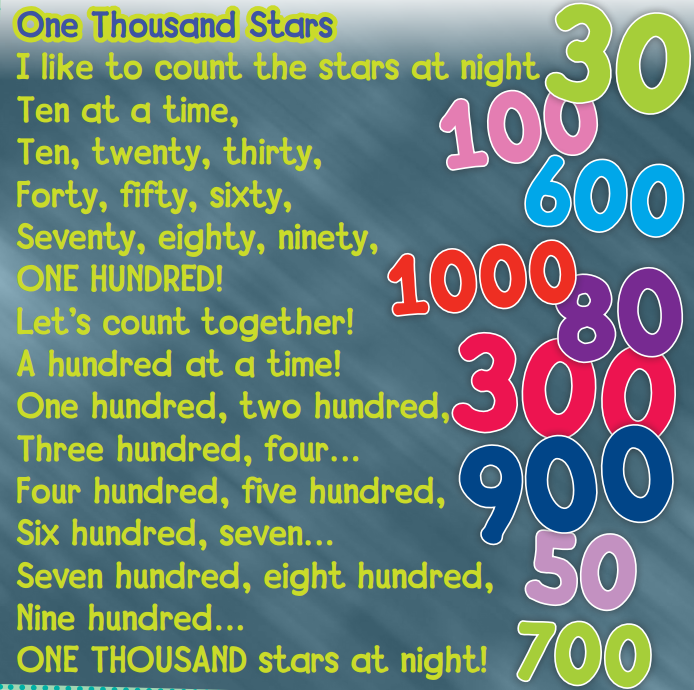 One Thousand Stars
I like to count the stars at night
Ten at a time,
Ten, twenty, thirty,
Forty, fifty, sixty,
Seventy, eighty, ninety,
ONE HUNDRED!
Let's count together!
A hundred at a time!
One hundred, two hundred,
Three hundred, four...
Four hundred, five hundred,
Six hundred, seven...
Seven hundred, eight hundred,
Nine hundred...
ONE THOUSAND stars at night!
30
100
600
1000
80
300
900
50
700